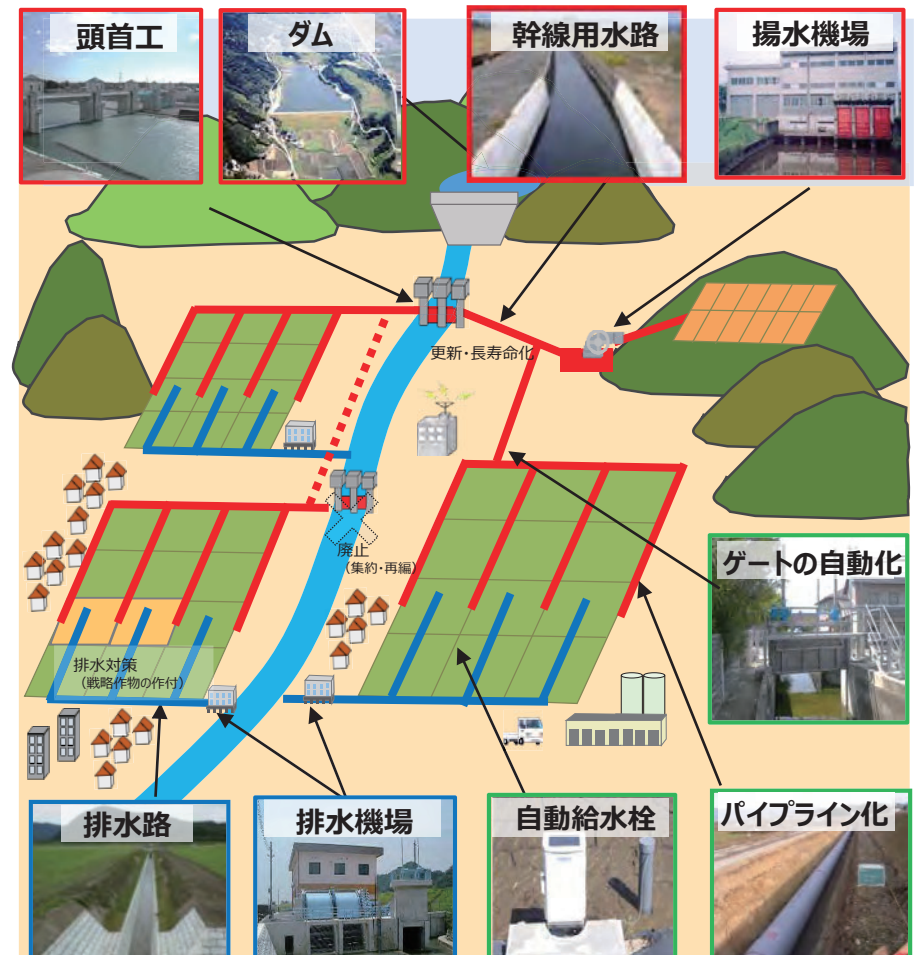 頭首工
ダム
幹線用水路
揚水機場
更新・長寿命化
廃止
（集約・再編）
ゲートの自動化
排水対策
（戦略作物の作付）
排水路
排水機場
自動給水栓
パイプライン化